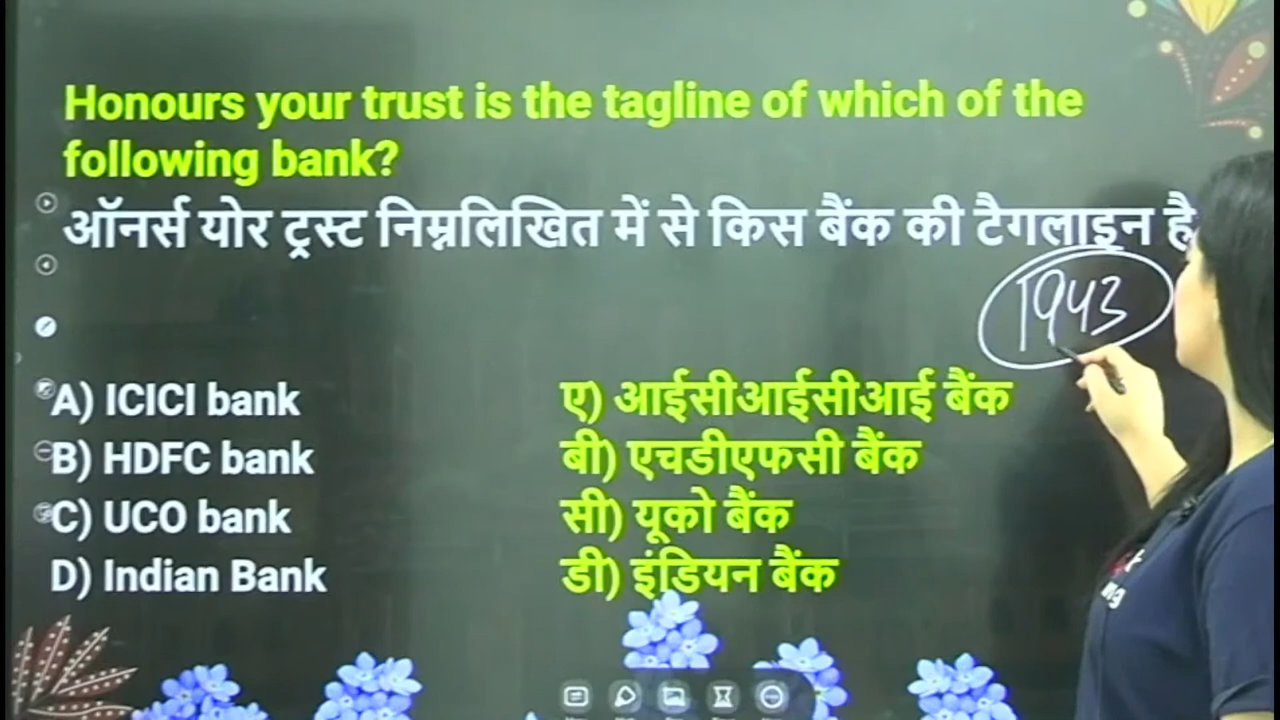 Honours your trust is the tagline of which of the
following bank?
ऑनर्स योर ट्रस्ट निम्नलिखित में से किस बैंक की टैगलाइन है
1943
A) ICICI bank
ए) आईसीआईसीआई बैंक
B) HDFC bank
बी) एचडीएफसी बैंक
C) UCO bank
सी) यूको बैंक
D) Indian Bank
डी) इंडियन बैंक